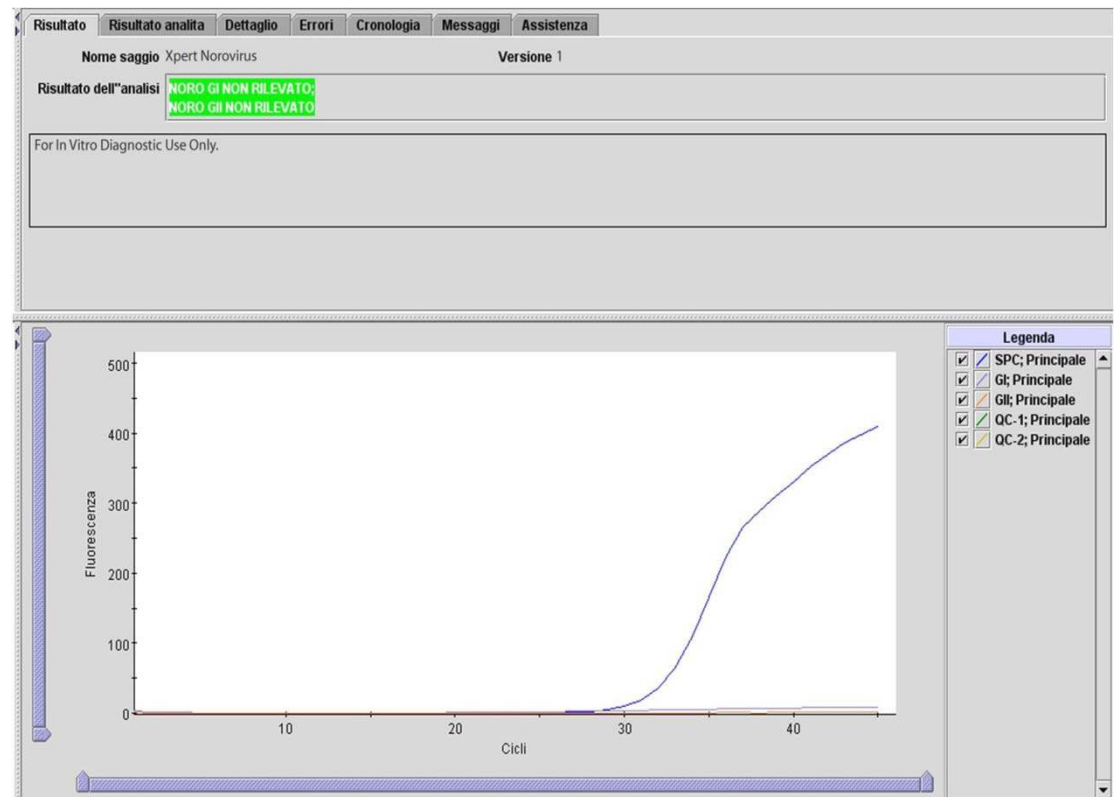 Risultato Risultato analita Dettaglio Errori Cronologia Messaggi Assistenza
Nome saggio Xpert Norovirus Versione 1
Risultato dell"analisi NORO GI NON RILEVATO;
NORO GII NON RILEVATO
For In Vitro Diagnostic Use Only.
Legenda
SPC; Principale
GI; Principale
GII; Principale
QC-1; Principale
QC-2; Principale
500
400
300
200
100
0
Fluorescenza
10 20 30 40
Cicli